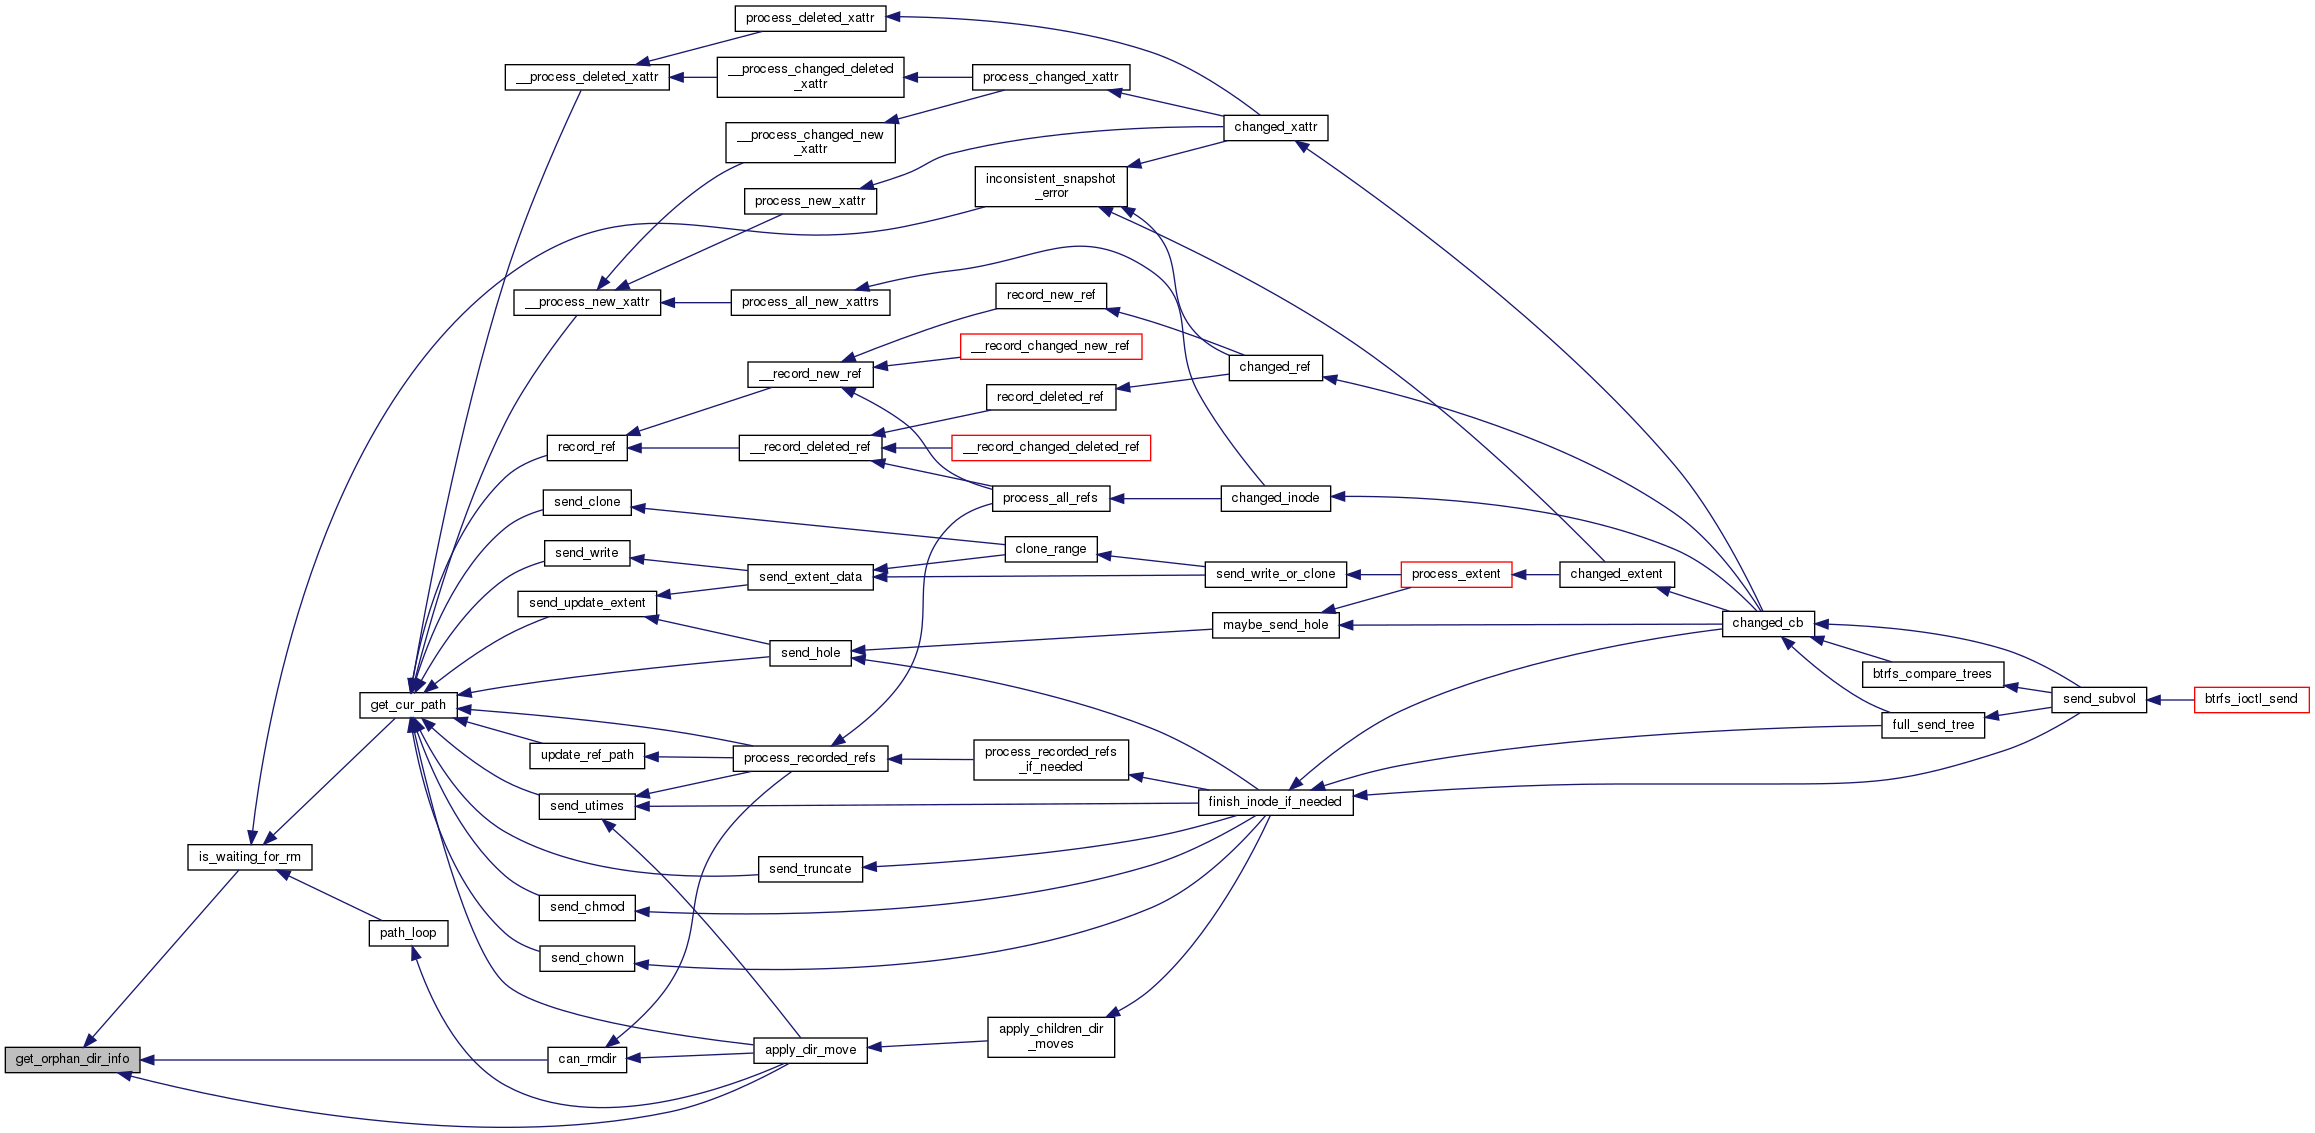 process_deleted_xattr
__process_deleted_xattr
__process_changed_deleted
_xattr
process_changed_xattr
__process_changed_new
_xattr
changed_xattr
inconsistent_snapshot
_error
process_new_xattr
__process_new_xattr
process_all_new_xattrs
record_new_ref
__record_changed_new_ref
__record_new_ref
changed_ref
record_deleted_ref
record_ref
__record_deleted_ref
__record_changed_deleted_ref
send_clone
process_all_refs
changed_inode
send_write
clone_range
send_extent_data
send_write_or_clone
process_extent
changed_extent
send_update_extent
maybe_send_hole
changed_cb
send_hole
btrfs_compare_trees
get_cur_path
send_subvol
btrfs_ioctl_send
full_send_tree
update_ref_path
process_recorded_refs
process_recorded_refs
_if_needed
send_utimes
finish_inode_if_needed
is_waiting_for_rm
send_truncate
send_chmod
path_loop
send_chown
get_orphan_dir_info
can_rmdir
apply_dir_move
apply_children_dir
_moves